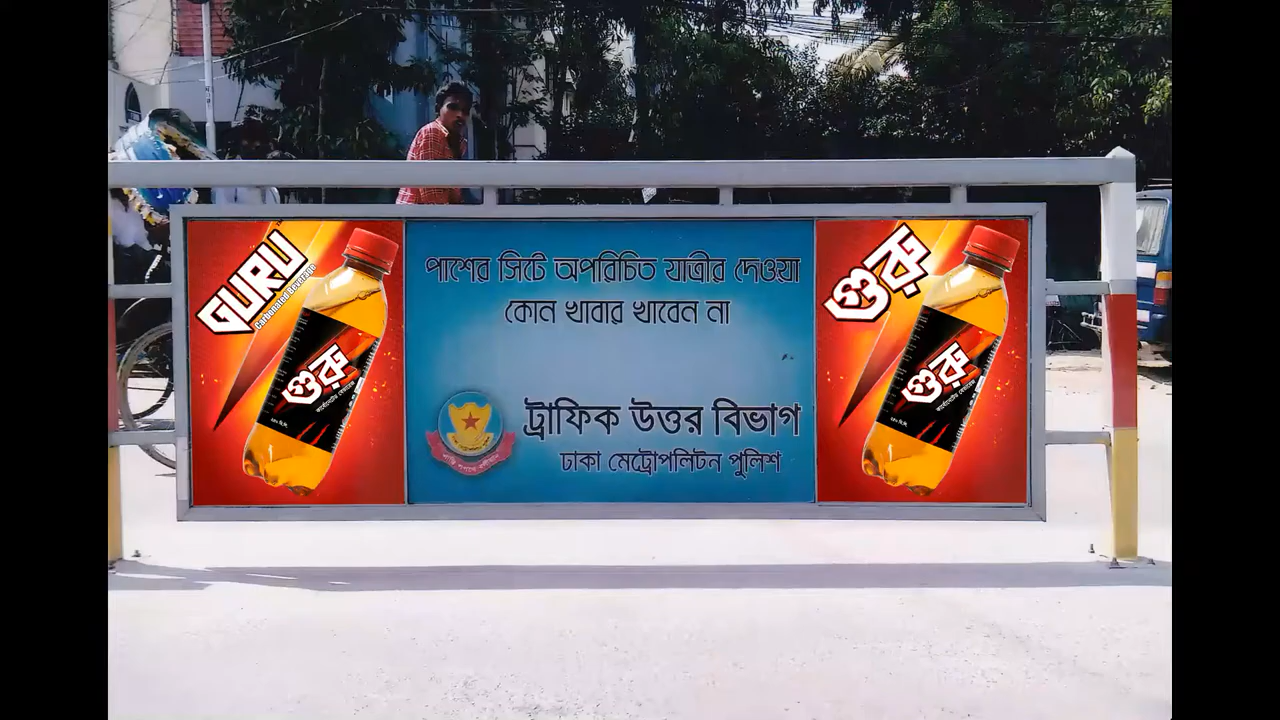 GURU
Carbonated Beverage
গুরু
পাশের সিটে অপরিচিত যাত্রীর দেওয়া
কোন খাবার খাবেন না
ট্রাফিক উত্তর বিভাগ
ঢাকা মেট্রোপলিটন পুলিশ
গুরু
গুরু